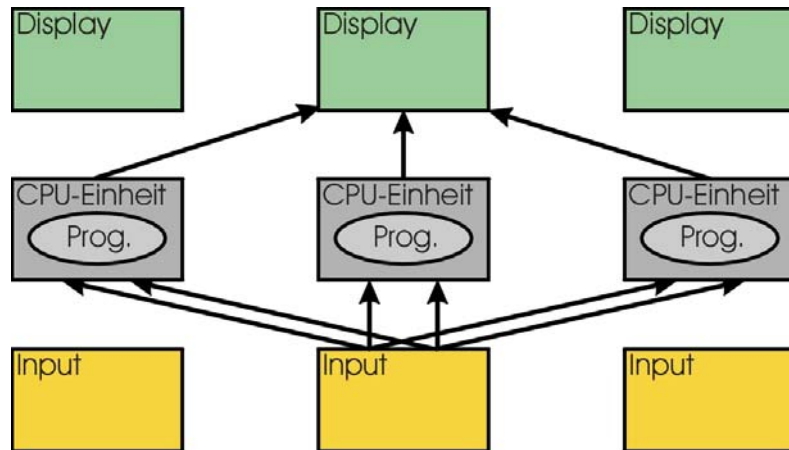 Display
Display
Display
CPU-Einheit
Prog.
CPU-Einheit
Prog.
CPU-Einheit
Prog.
Input
Input
Input